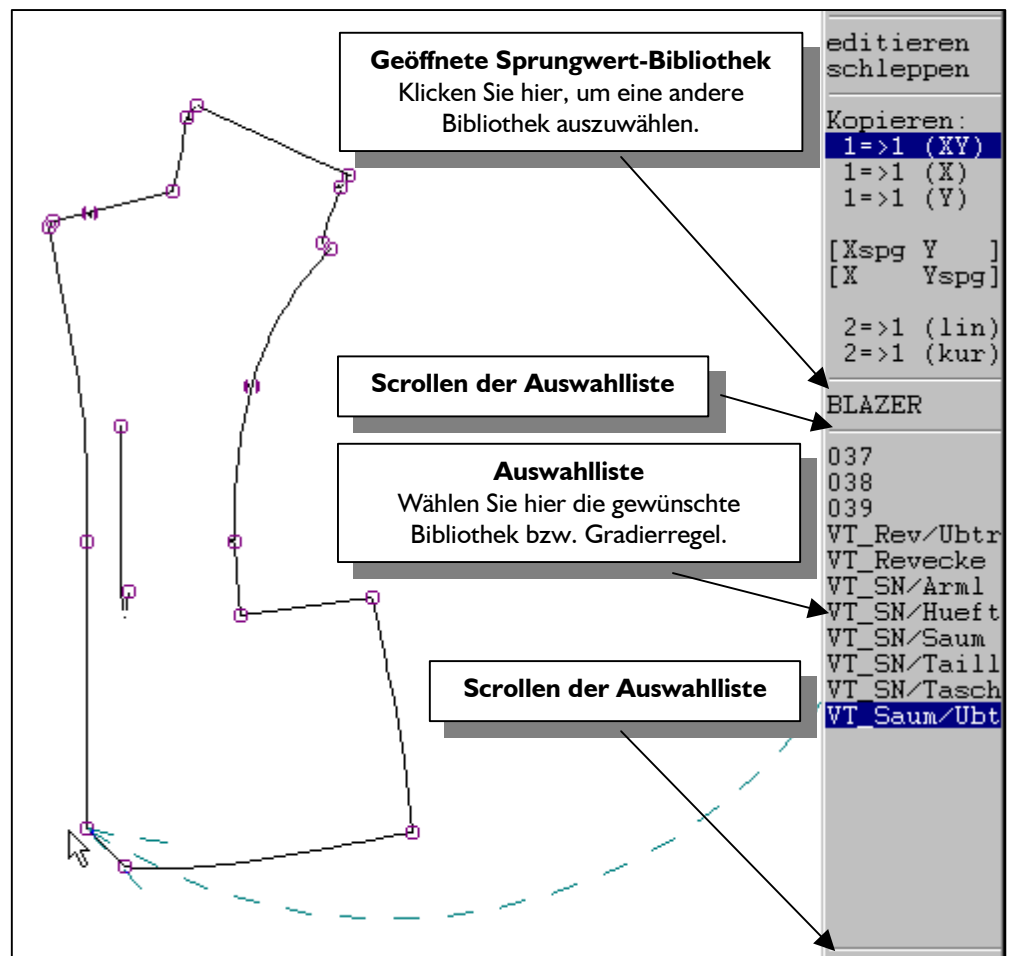 Geöffnete Sprungwert-Bibliothek
Klicken Sie hier, um eine andere
Bibliothek auszuwählen.
Scrollen der Auswahlliste
Auswahlliste
Wählen Sie hier die gewünschte
Bibliothek bzw. Gradierregel.
Scrollen der Auswahlliste
editieren
schleppen
Kopieren:
1=>1 (XY)
1=>1 (X)
1=>1 (Y)
[Xspg Y ]
[X Yspg]
2=>1 (lin)
2=>1 (kur)
BLAZER
037
038
039
VT_Rev/Ubtr
VT_Revecke
VT_SN/Arml
VT_SN/Hueft
VT_SN/Saum
VT_SN/Taill
VT_SN/Tasch
VT_Saum/Ubt